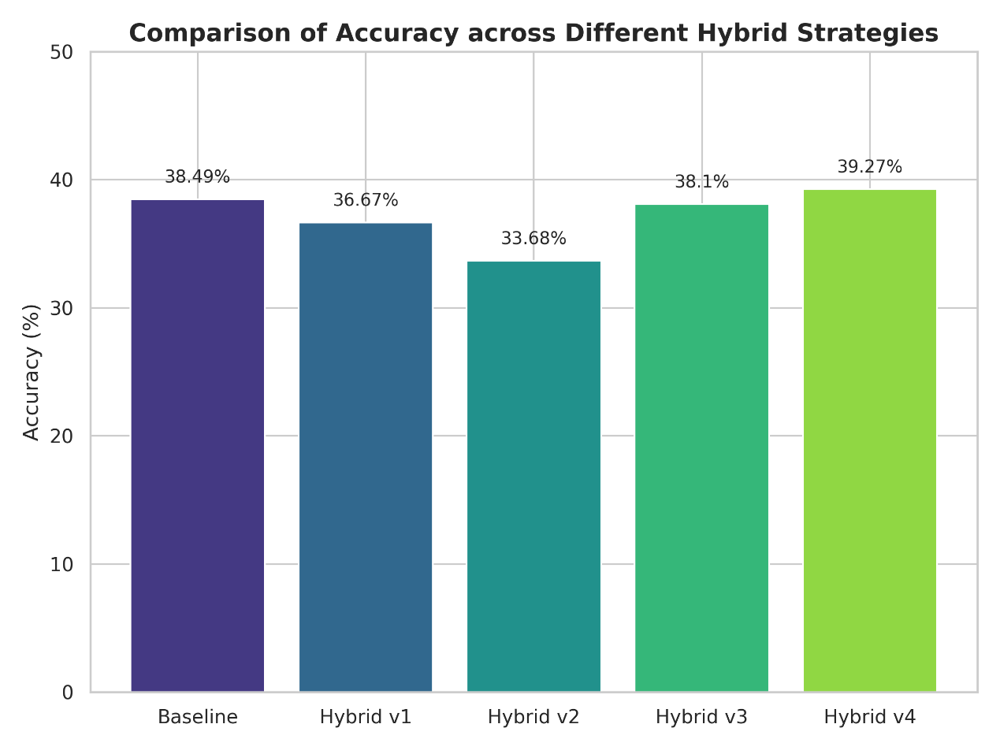 Comparison of Accuracy across Different Hybrid Strategies
50
40
30
20
10
0
Accuracy (%)
38.49%
36.67%
33.68%
38.1%
39.27%
Baseline
Hybrid v1
Hybrid v2
Hybrid v3
Hybrid v4